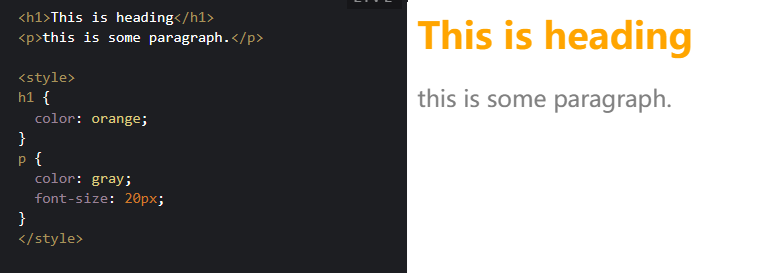 <h1>This is heading</h1>
<p>this is some paragraph.</p>
<style>
h1 {
  color: orange;
}
p {
  color: gray;
  font-size: 20px;
}
</style>
This is heading
this is some paragraph.